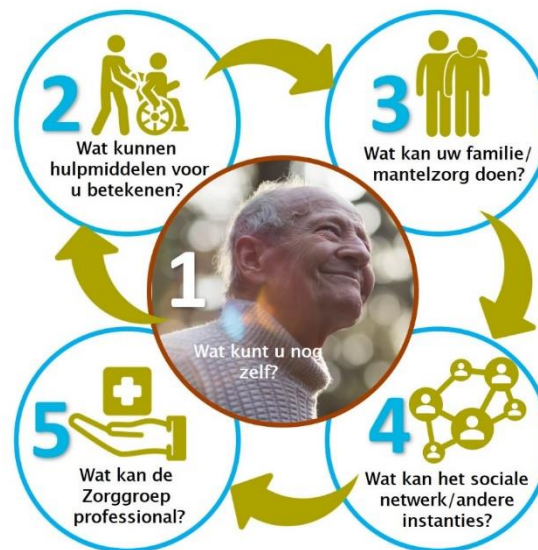 1
Wat kunt u nog
zelf?
2
Wat kunnen
hulpmiddelen voor
u betekenen?
3
Wat kan uw familie/
mantelzorg doen?
4
Wat kan het sociale
netwerk/andere
instanties?
5
Wat kan de
Zorggroep
professional?